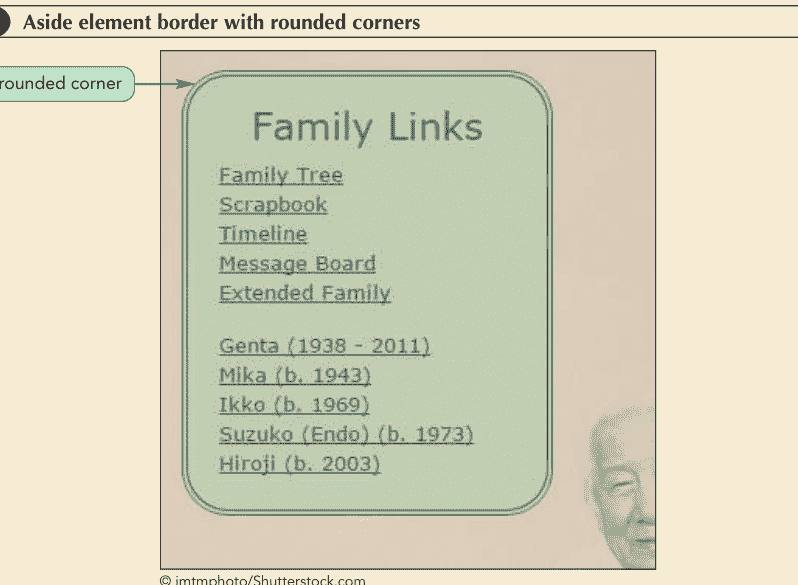 Aside element border with rounded corners
rounded corner
Family Links
Family Tree
Scrapbook
Timeline
Message Board
Extended Family
Genta (1938 - 2011)
Mika (b. 1943)
Ikko (b. 1969)
Suzuko (Endo) (b. 1973)
Hiroji (b. 2003)
© imtmphoto/Shutterstock.com